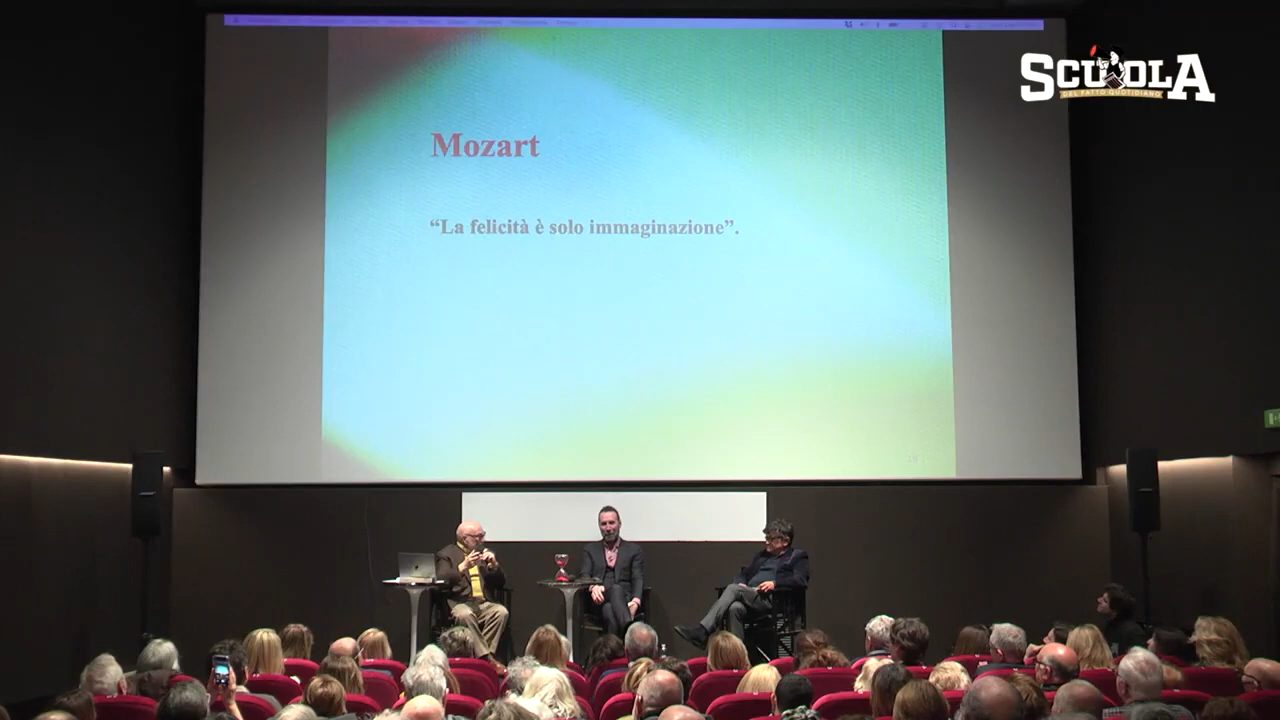 SCUOLA
DEL FATTO QUOTIDIANO
Mozart
“La felicità è solo immaginazione”.